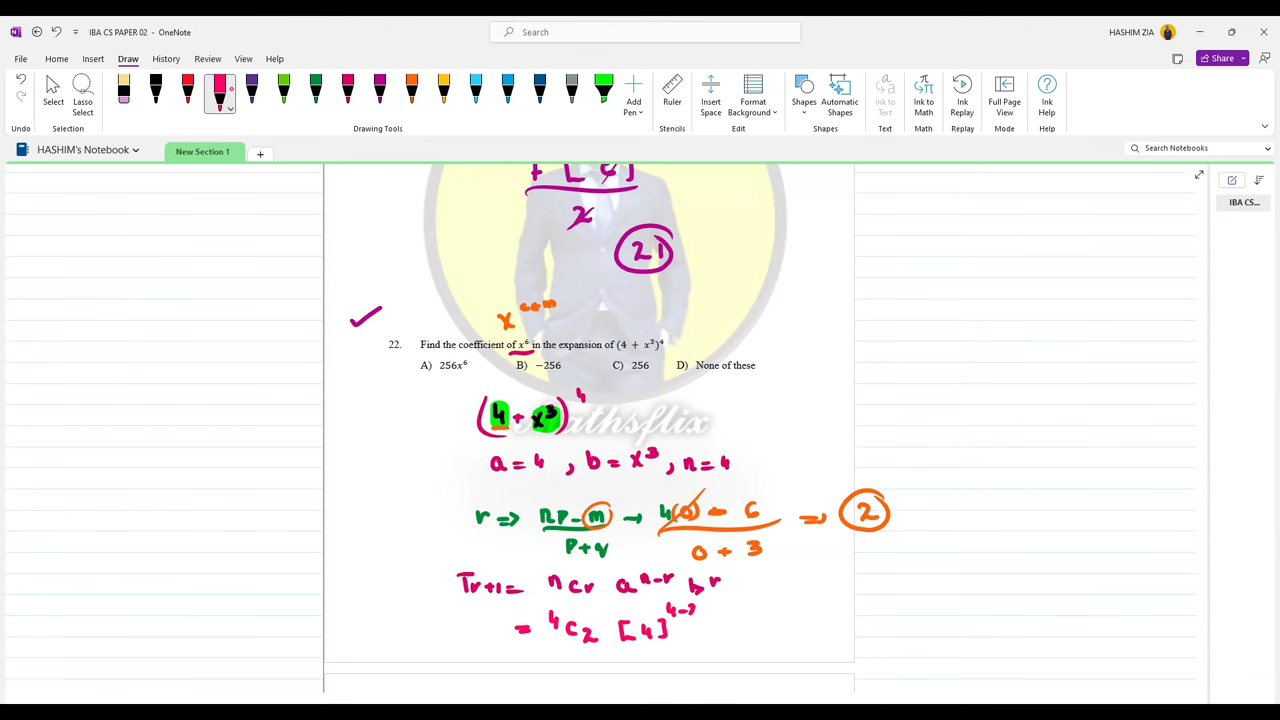 IBA CS PAPER 02 - OneNote
Search
HASHIM ZIA
File Home Insert Draw History Review View Help
Share
Undo
Select
Lasso Select
Selection
Drawing Tools
Add Pen
Ruler
Stencils
Insert Space
Format Background
Edit
Shapes
Automatic Shapes
Shapes
Ink to Text
Text
Ink to Math
Math
Ink Replay
Replay
Full Page View
Mode
Ink Help
Help
HASHIM's Notebook
New Section 1
Search Notebooks
IBA CS...
2
21
x
22. Find the coefficient of x⁶ in the expansion of (4 + x³)⁴
A) 256x⁶ B) −256 C) 256 D) None of these
(4 + x³)⁴
Mathsflix
a = 4 , b = x³ , n = 4
r ⇒ (nP - m)/(P+q) → (4(0) - 6)/(0 + 3) ⇒ 2
Tr+1 = nCr a^(n-r) b^r
= 4C2 [4]^(4-2)